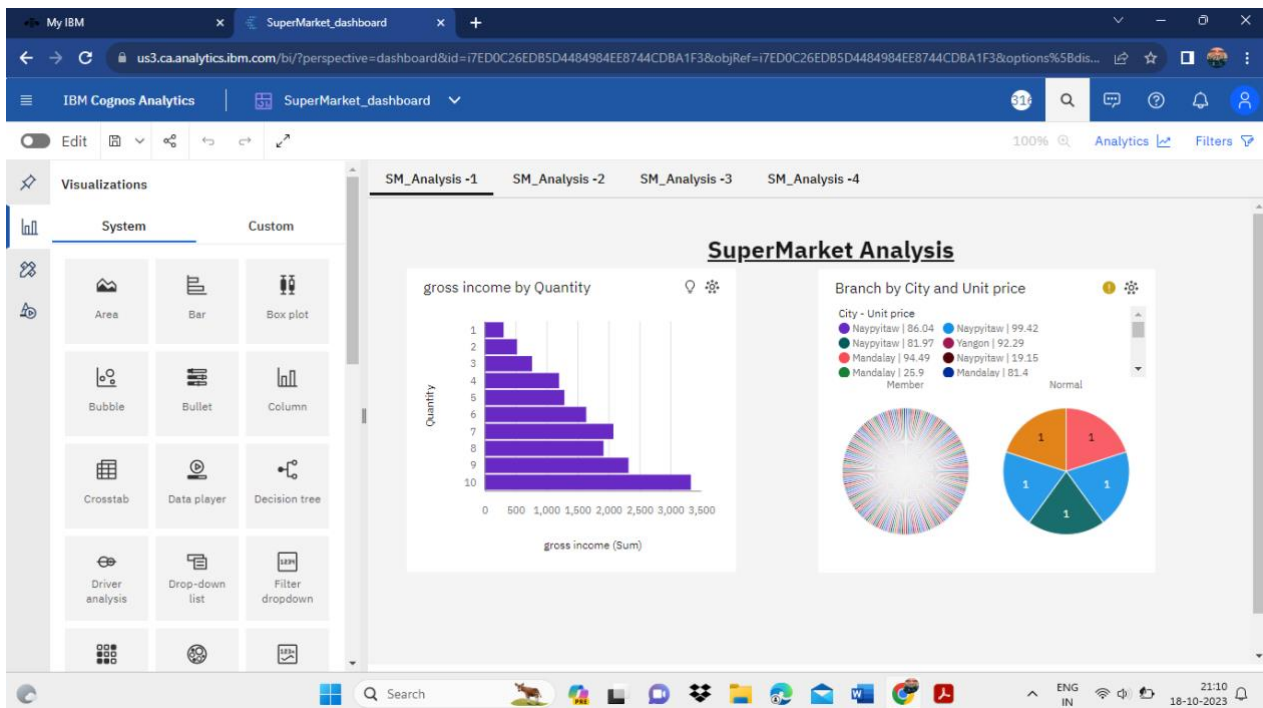 My IBM
SuperMarket_dashboard
us3.ca.analytics.ibm.com/bi/?perspective=dashboard&id=i7ED0C26EDB5D4484984EE8744CDBA1F3&objRef=i7ED0C26EDB5D4484984EE8744CDBA1F3&options%5Bdis...
IBM Cognos Analytics
SuperMarket_dashboard
Edit
100%
Analytics
Filters
Visualizations
System
Custom
Area
Bar
Box plot
Bubble
Bullet
Column
Crosstab
Data player
Decision tree
Driver
analysis
Drop-down
list
Filter
dropdown
SM_Analysis -1
SM_Analysis -2
SM_Analysis -3
SM_Analysis -4
SuperMarket Analysis
gross income by Quantity
Quantity
1
2
3
4
5
6
7
8
9
10
0 500 1,000 1,500 2,000 2,500 3,000 3,500
gross income (Sum)
Branch by City and Unit price
City - Unit price
Naypyitaw | 86.04 Naypyitaw | 99.42
Naypyitaw | 81.97 Yangon | 92.29
Mandalay | 94.49 Naypyitaw | 19.15
Mandalay | 25.9 Mandalay | 81.4
Member
Normal
1
1
1
1
1
Search
ENG
IN
21:10
18-10-2023